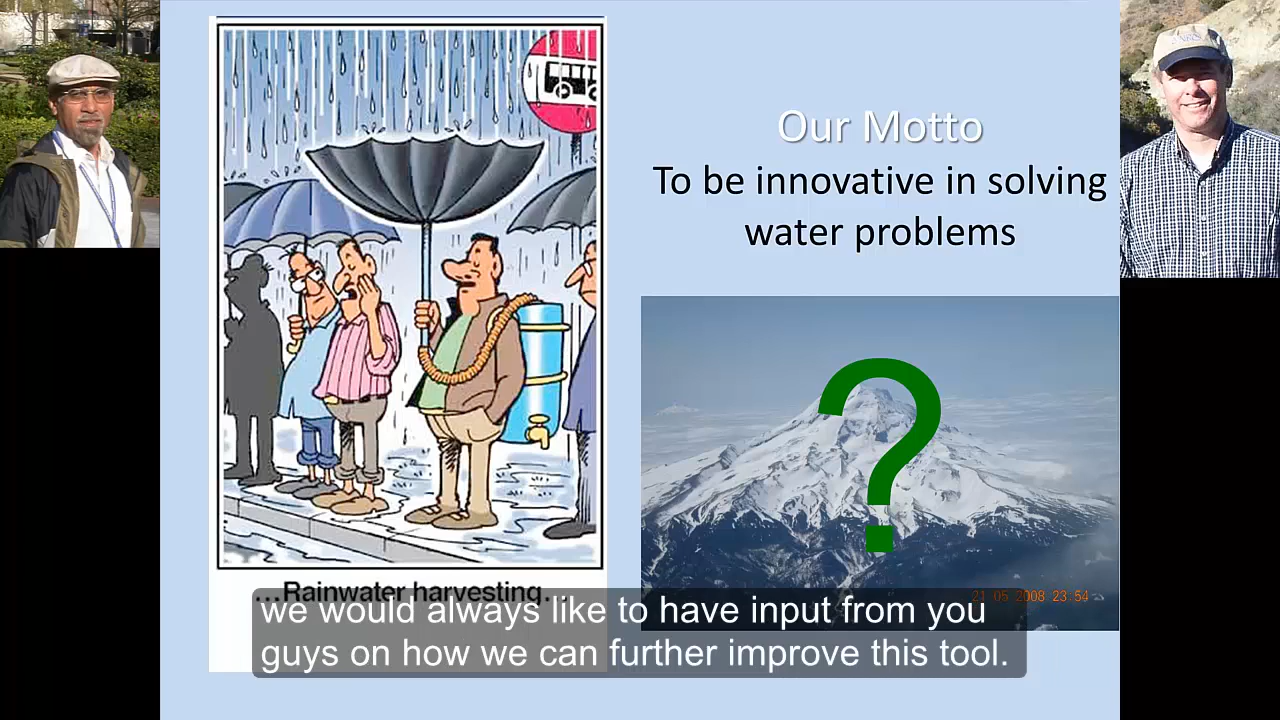 Our Motto
To be innovative in solving
water problems
...Rainwater harvesting...
21 05 2008 23:54
we would always like to have input from you
guys on how we can further improve this tool.